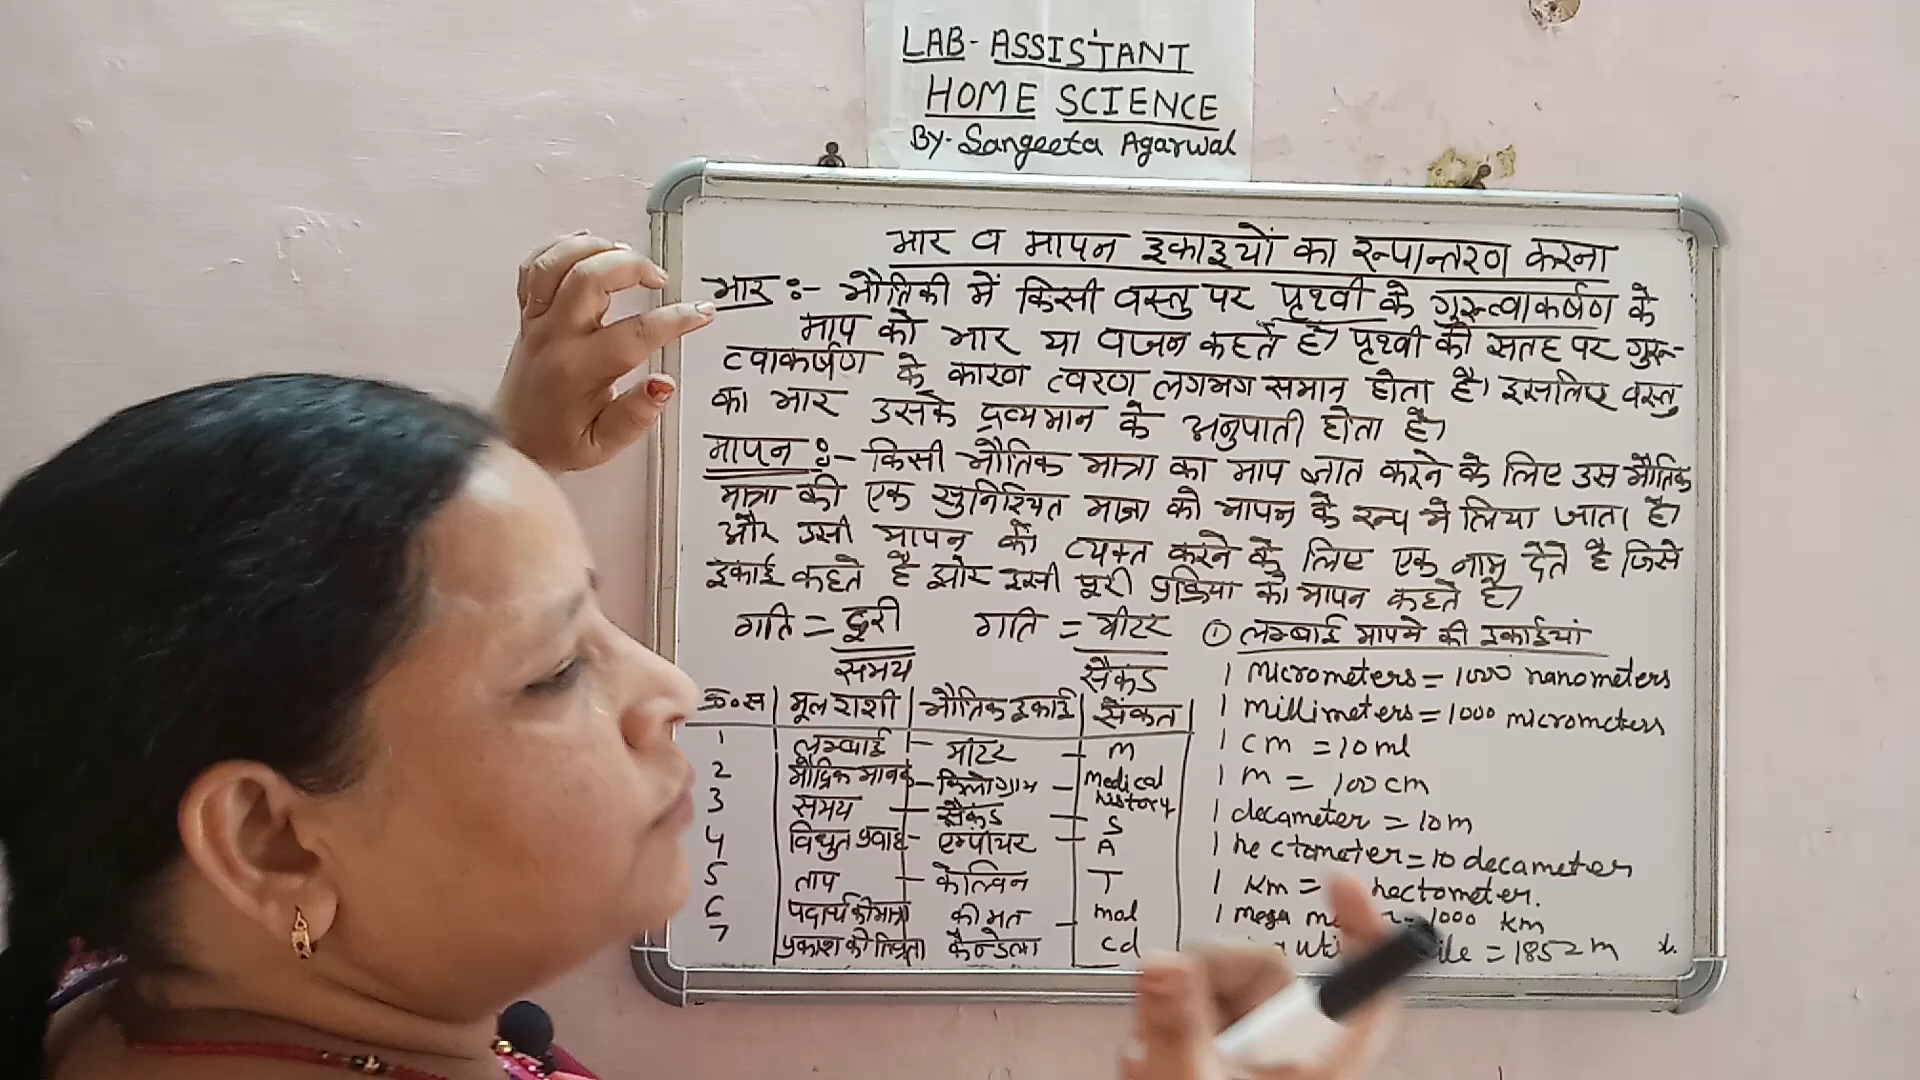 LAB-ASSISTANT
HOME SCIENCE
By-Sangeeta Agarwal
भार व मापन इकाइयों का रूपान्तरण करना
भार :- भौतिकी में किसी वस्तु पर पृथ्वी के गुरूत्वाकर्षण के
माप को भार या वजन कहते है। पृथ्वी की सतह पर गुरू-
त्वाकर्षण के कारण त्वरण लगभग समान होता है। इसलिए वस्तु
का भार उसके द्रव्यमान के अनुपाती होता है।
मापन :- किसी भौतिक मात्रा का माप ज्ञात करने के लिए उस भौतिक
मात्रा की एक सुनिश्चित मात्रा को मापन के रूप मे लिया जाता है।
और उसी मापन को व्यक्त करने के लिए एक नाम देते है जिसे
इकाई कहते है और इसी पूरी प्रक्रिया को मापन कहते है।
गति = दूरी
समय
गति = मीटर
सैकंड
क्र०स मूल राशी भौतिक इकाई संकेत
1 लम्बाई - मीटर - m
2 मौद्रिक मानक - किलोग्राम - Medical history
3 समय - सैकंड - S
4 विधुत प्रवाह - एम्पीयर - A
5 ताप - केल्विन - T
6 पदार्थ की मात्रा कीमत - mol
7 प्रकाश की तिव्रता कैन्डेला - cd
① लम्बाई मापने की इकाईयां
1 micrometers = 1000 nanometers
1 millimeters = 1000 micrometers
1 cm = 10 ml
1 m = 100 cm
1 decameter = 10 m
1 hectometer = 10 decameter
1 Km = hectometer.
1 mega 1000 km
= 1852 m